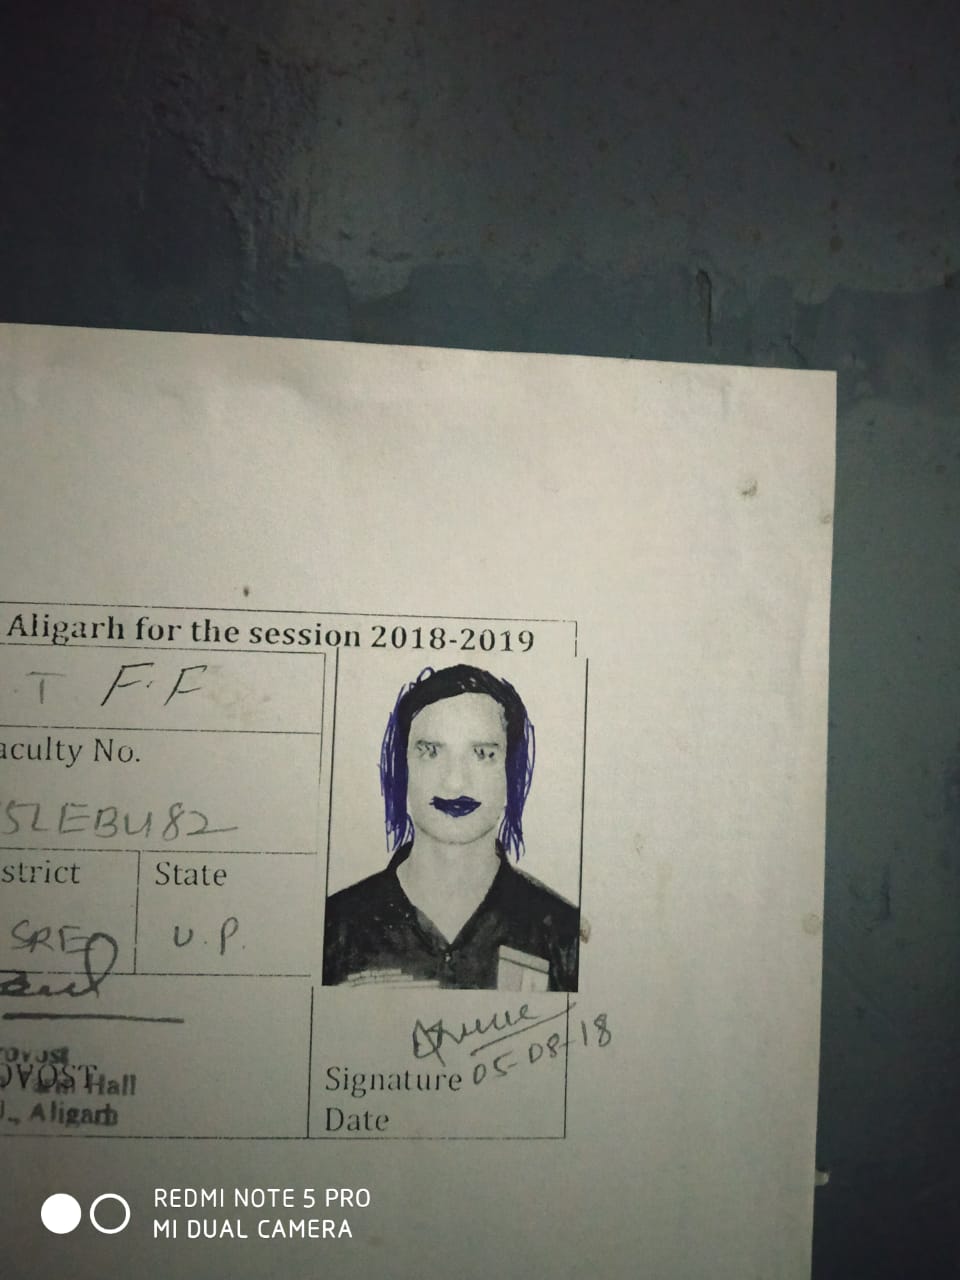 Aligarh for the session 2018-2019
T F.F
aculty No.
5LEBU82
strict State
SRE U.P.
05-08-18
Signature
Date
PROVOST
Hall
., Aligarh
REDMI NOTE 5 PRO
MI DUAL CAMERA